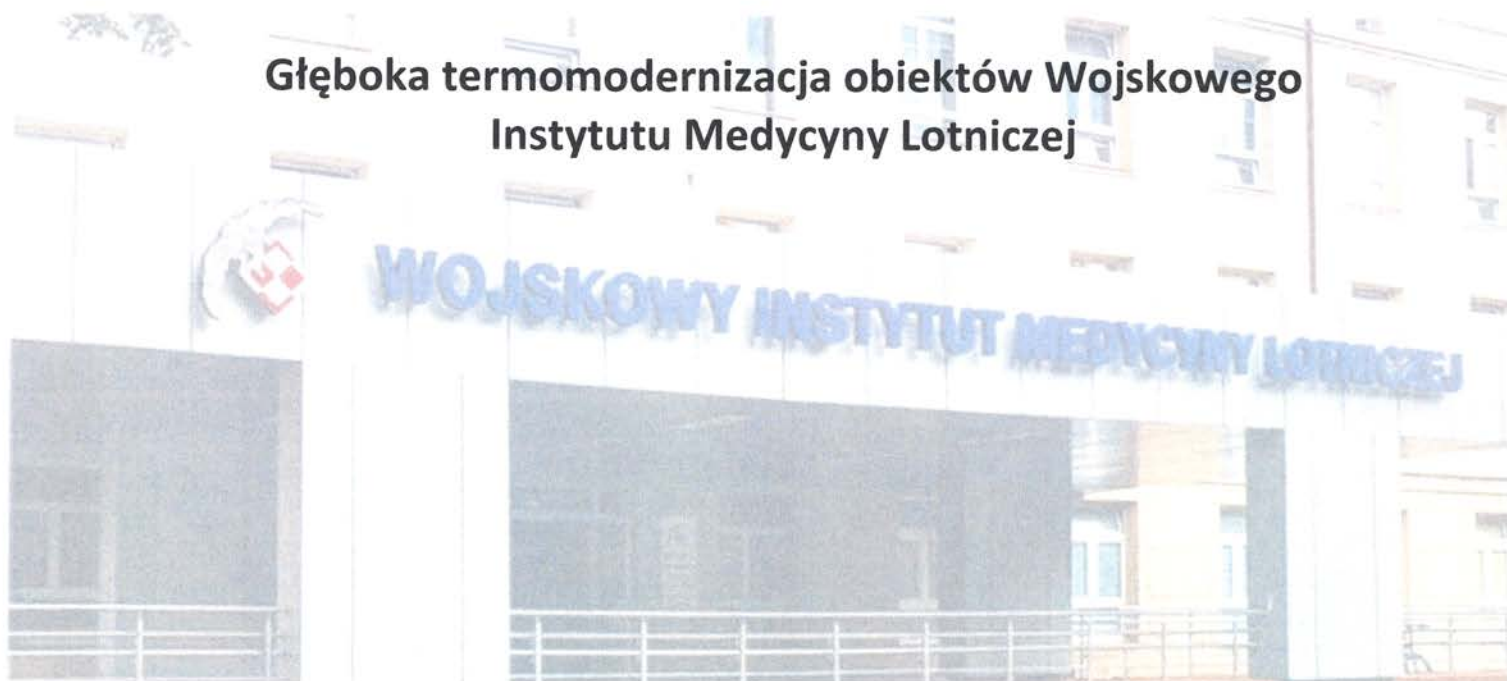 Głęboka termomodernizacja obiektów Wojskowego
Instytutu Medycyny Lotniczej
WOJSKOWY INSTYTUT MEDYCYNY LOTNICZEJ